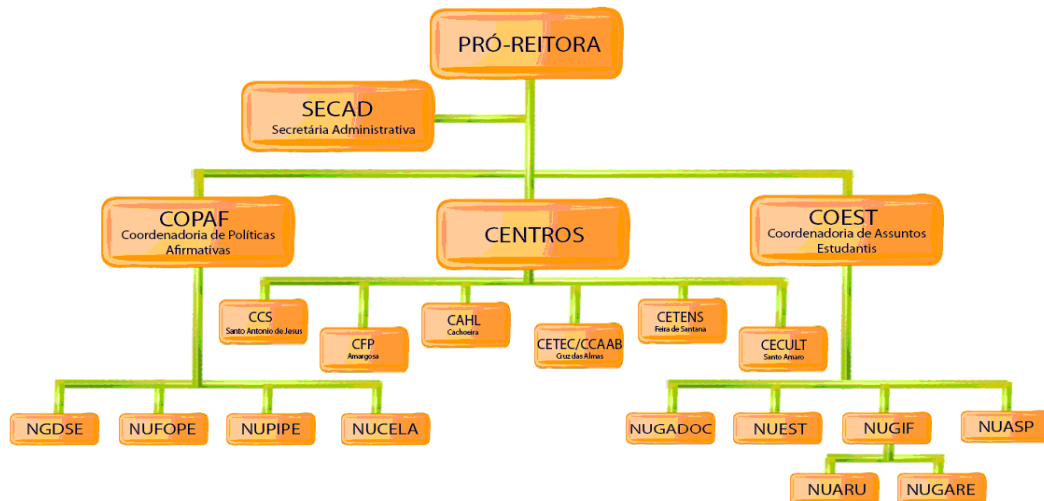 PRÓ-REITORA
SECAD
Secretária Administrativa
COPAF
Coordenadoria de Políticas
Afirmativas
CENTROS
COEST
Coordenadoria de Assuntos
Estudantis
CCS
Santo Antonio de Jesus
CFP
Amargosa
CAHL
Cachoeira
CETEC/CCAAB
Cruz das Almas
CETENS
Feira de Santana
CECULT
Santo Amaro
NGDSE
NUFOPE
NUPIPE
NUCELA
NUGADOC
NUEST
NUGIF
NUASP
NUARU
NUGARE